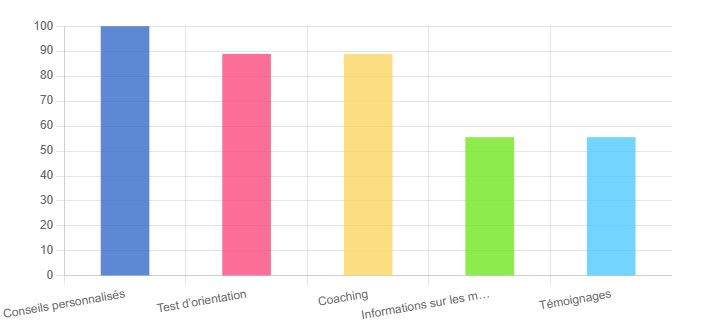 100
90
80
70
60
50
40
30
20
10
0
Conseils personnalisés
Test d'orientation
Coaching
Informations sur les m…
Témoignages